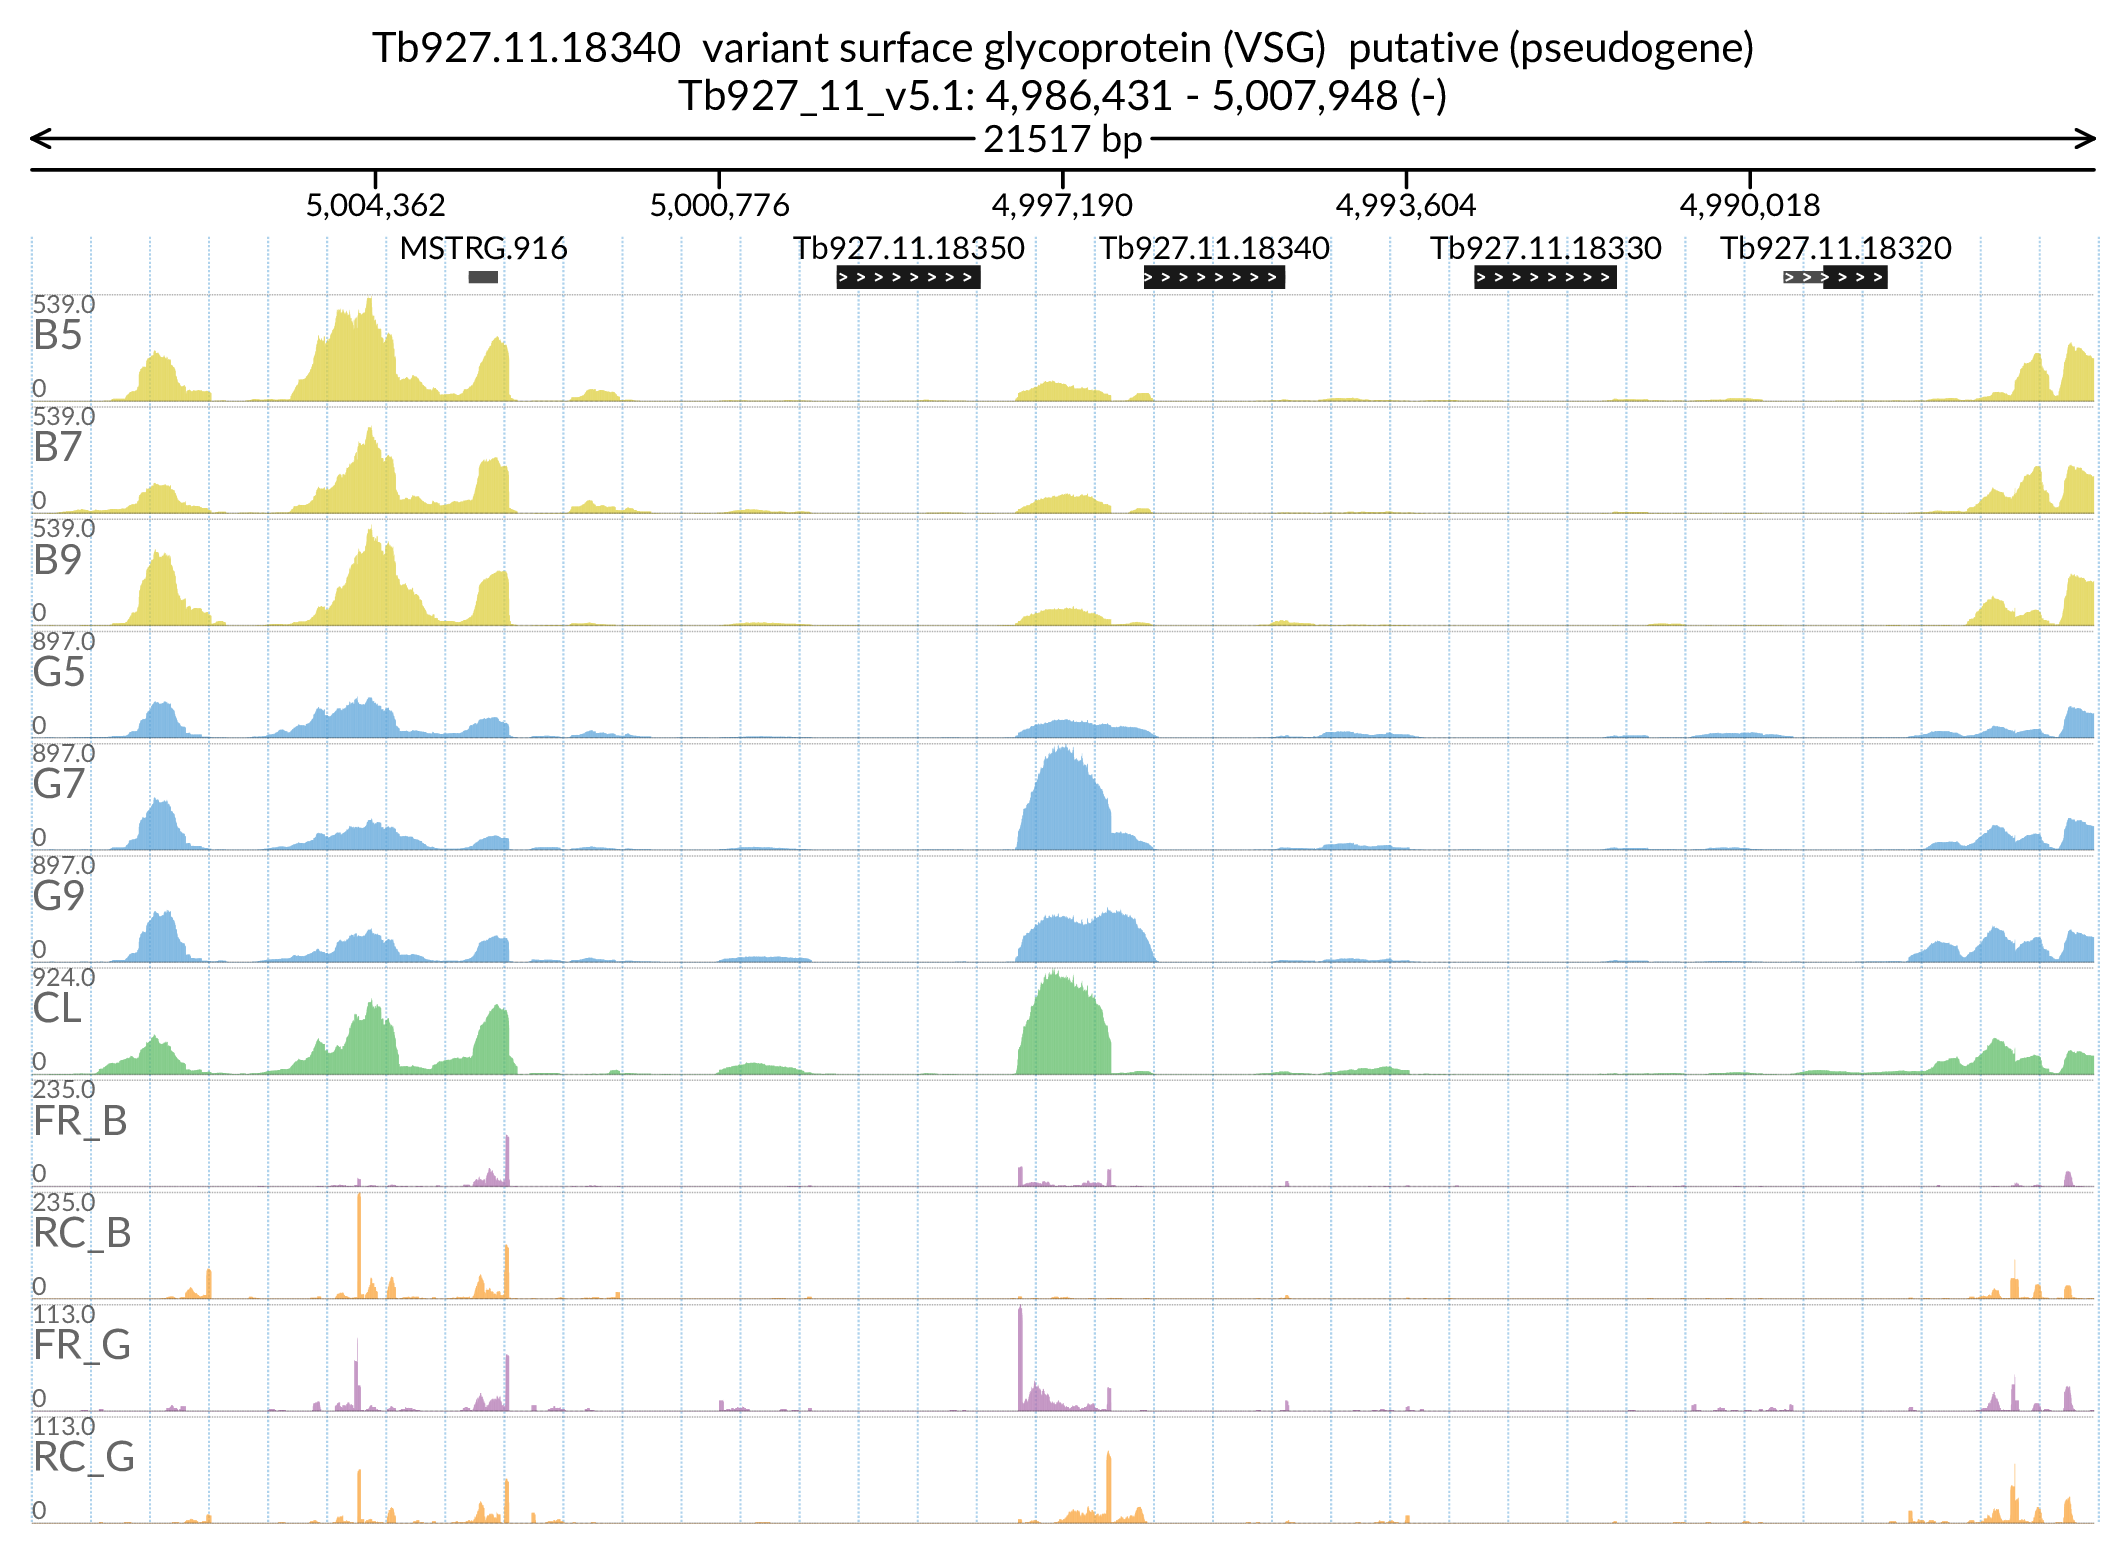 Tb927.11.18340 variant surface glycoprotein (VSG) putative (pseudogene)
Tb927_11_v5.1: 4,986,431 - 5,007,948 (-)
21517 bp
5,004,362 5,000,776 4,997,190 4,993,604 4,990,018
MSTRG.916 Tb927.11.18350 Tb927.11.18340 Tb927.11.18330 Tb927.11.18320
539.0
B5
0
539.0
B7
0
539.0
B9
0
897.0
G5
0
897.0
G7
0
897.0
G9
0
924.0
CL
0
235.0
FR_B
0
235.0
RC_B
0
113.0
FR_G
0
113.0
RC_G
0